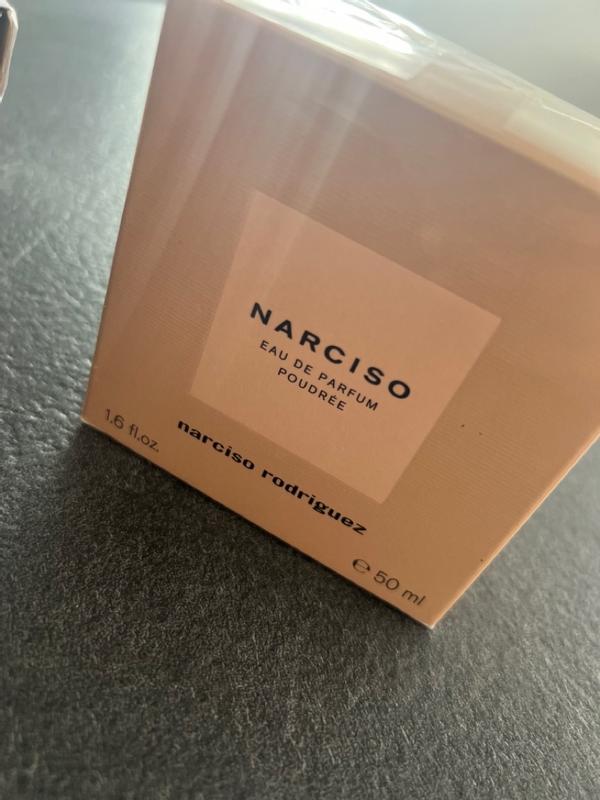 NARCISO
EAU DE PARFUM
POUDRÉE
narciso rodriguez
1.6 fl.oz.
℮ 50 ml